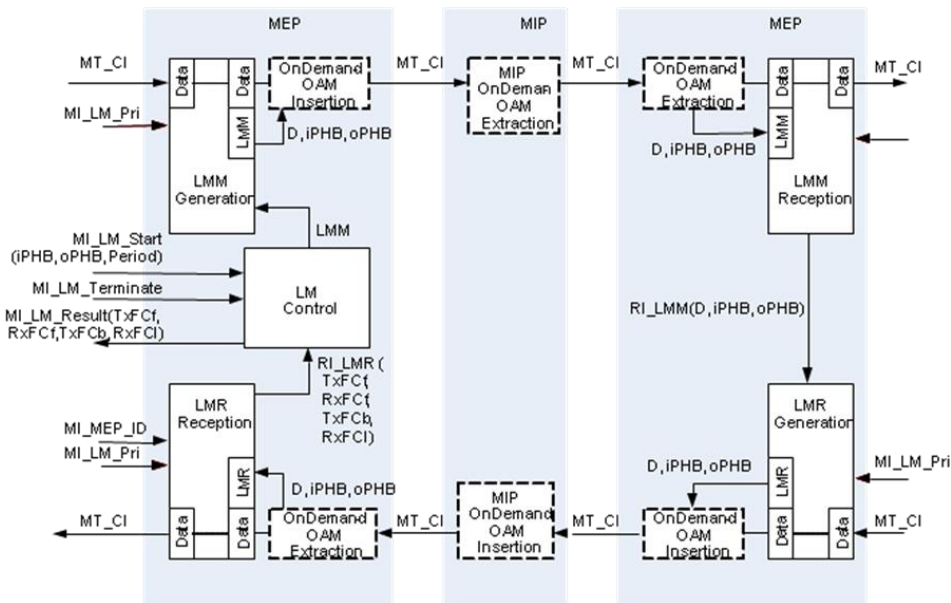 MEP
MIP
MEP
MT_CI
Data
Data
OnDemand
OAM
Insertion
MT_CI
MIP
OnDeman
OAM
Extraction
MT_CI
OnDemand
OAM
Extraction
Data
Data
MT_CI
MI_LM_Pri
LMM
D,iPHB,oPHB
D,iPHB,oPHB
LMM
LMM
Generation
LMM
Reception
LMM
MI_LM_Start
(iPHB,oPHB,Period)
MI_LM_Terminate
MI_LM_Result(TxFCf,
RxFCf,TxFCb,RxFCl)
LM
Control
RI_LMM(D,iPHB,oPHB)
RI_LMR(
TxFCf,
RxFCf,
TxFCb,
RxFCl)
LMR
Reception
LMR
Generation
MI_MEP_ID
MI_LM_Pri
LMR
D,iPHB,oPHB
D,iPHB,oPHB
LMR
MI_LM_Pri
MT_CI
Data
Data
OnDemand
OAM
Extraction
MT_CI
MIP
OnDemand
OAM
Insertion
MT_CI
OnDemand
OAM
Insertion
Data
Data
MT_CI